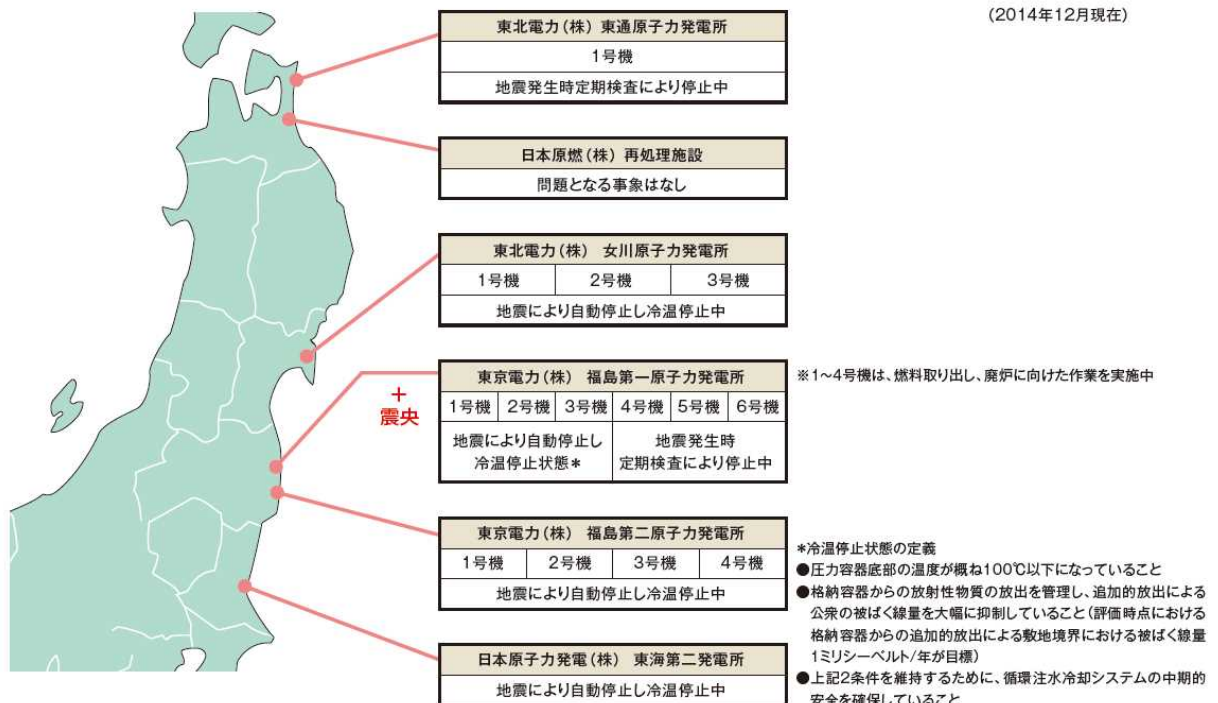 (2014年12月現在)
東北電力(株) 東通原子力発電所
1号機
地震発生時定期検査により停止中
日本原燃(株) 再処理施設
問題となる事象はなし
東北電力(株) 女川原子力発電所
1号機 2号機 3号機
地震により自動停止し冷温停止中
+
震央
東京電力(株) 福島第一原子力発電所
1号機 2号機 3号機 4号機 5号機 6号機
地震により自動停止し
冷温停止状態*
地震発生時
定期検査により停止中
※1~4号機は、燃料取り出し、廃炉に向けた作業を実施中
東京電力(株) 福島第二原子力発電所
1号機 2号機 3号機 4号機
地震により自動停止し冷温停止中
日本原子力発電(株) 東海第二発電所
地震により自動停止し冷温停止中
*冷温停止状態の定義
●圧力容器底部の温度が概ね100℃以下になっていること
●格納容器からの放射性物質の放出を管理し、追加的放出による
公衆の被ばく線量を大幅に抑制していること(評価時点における
格納容器からの追加的放出による敷地境界における被ばく線量
1ミリシーベルト/年が目標)
●上記2条件を維持するために、循環注水冷却システムの中期的
安全を確保していること